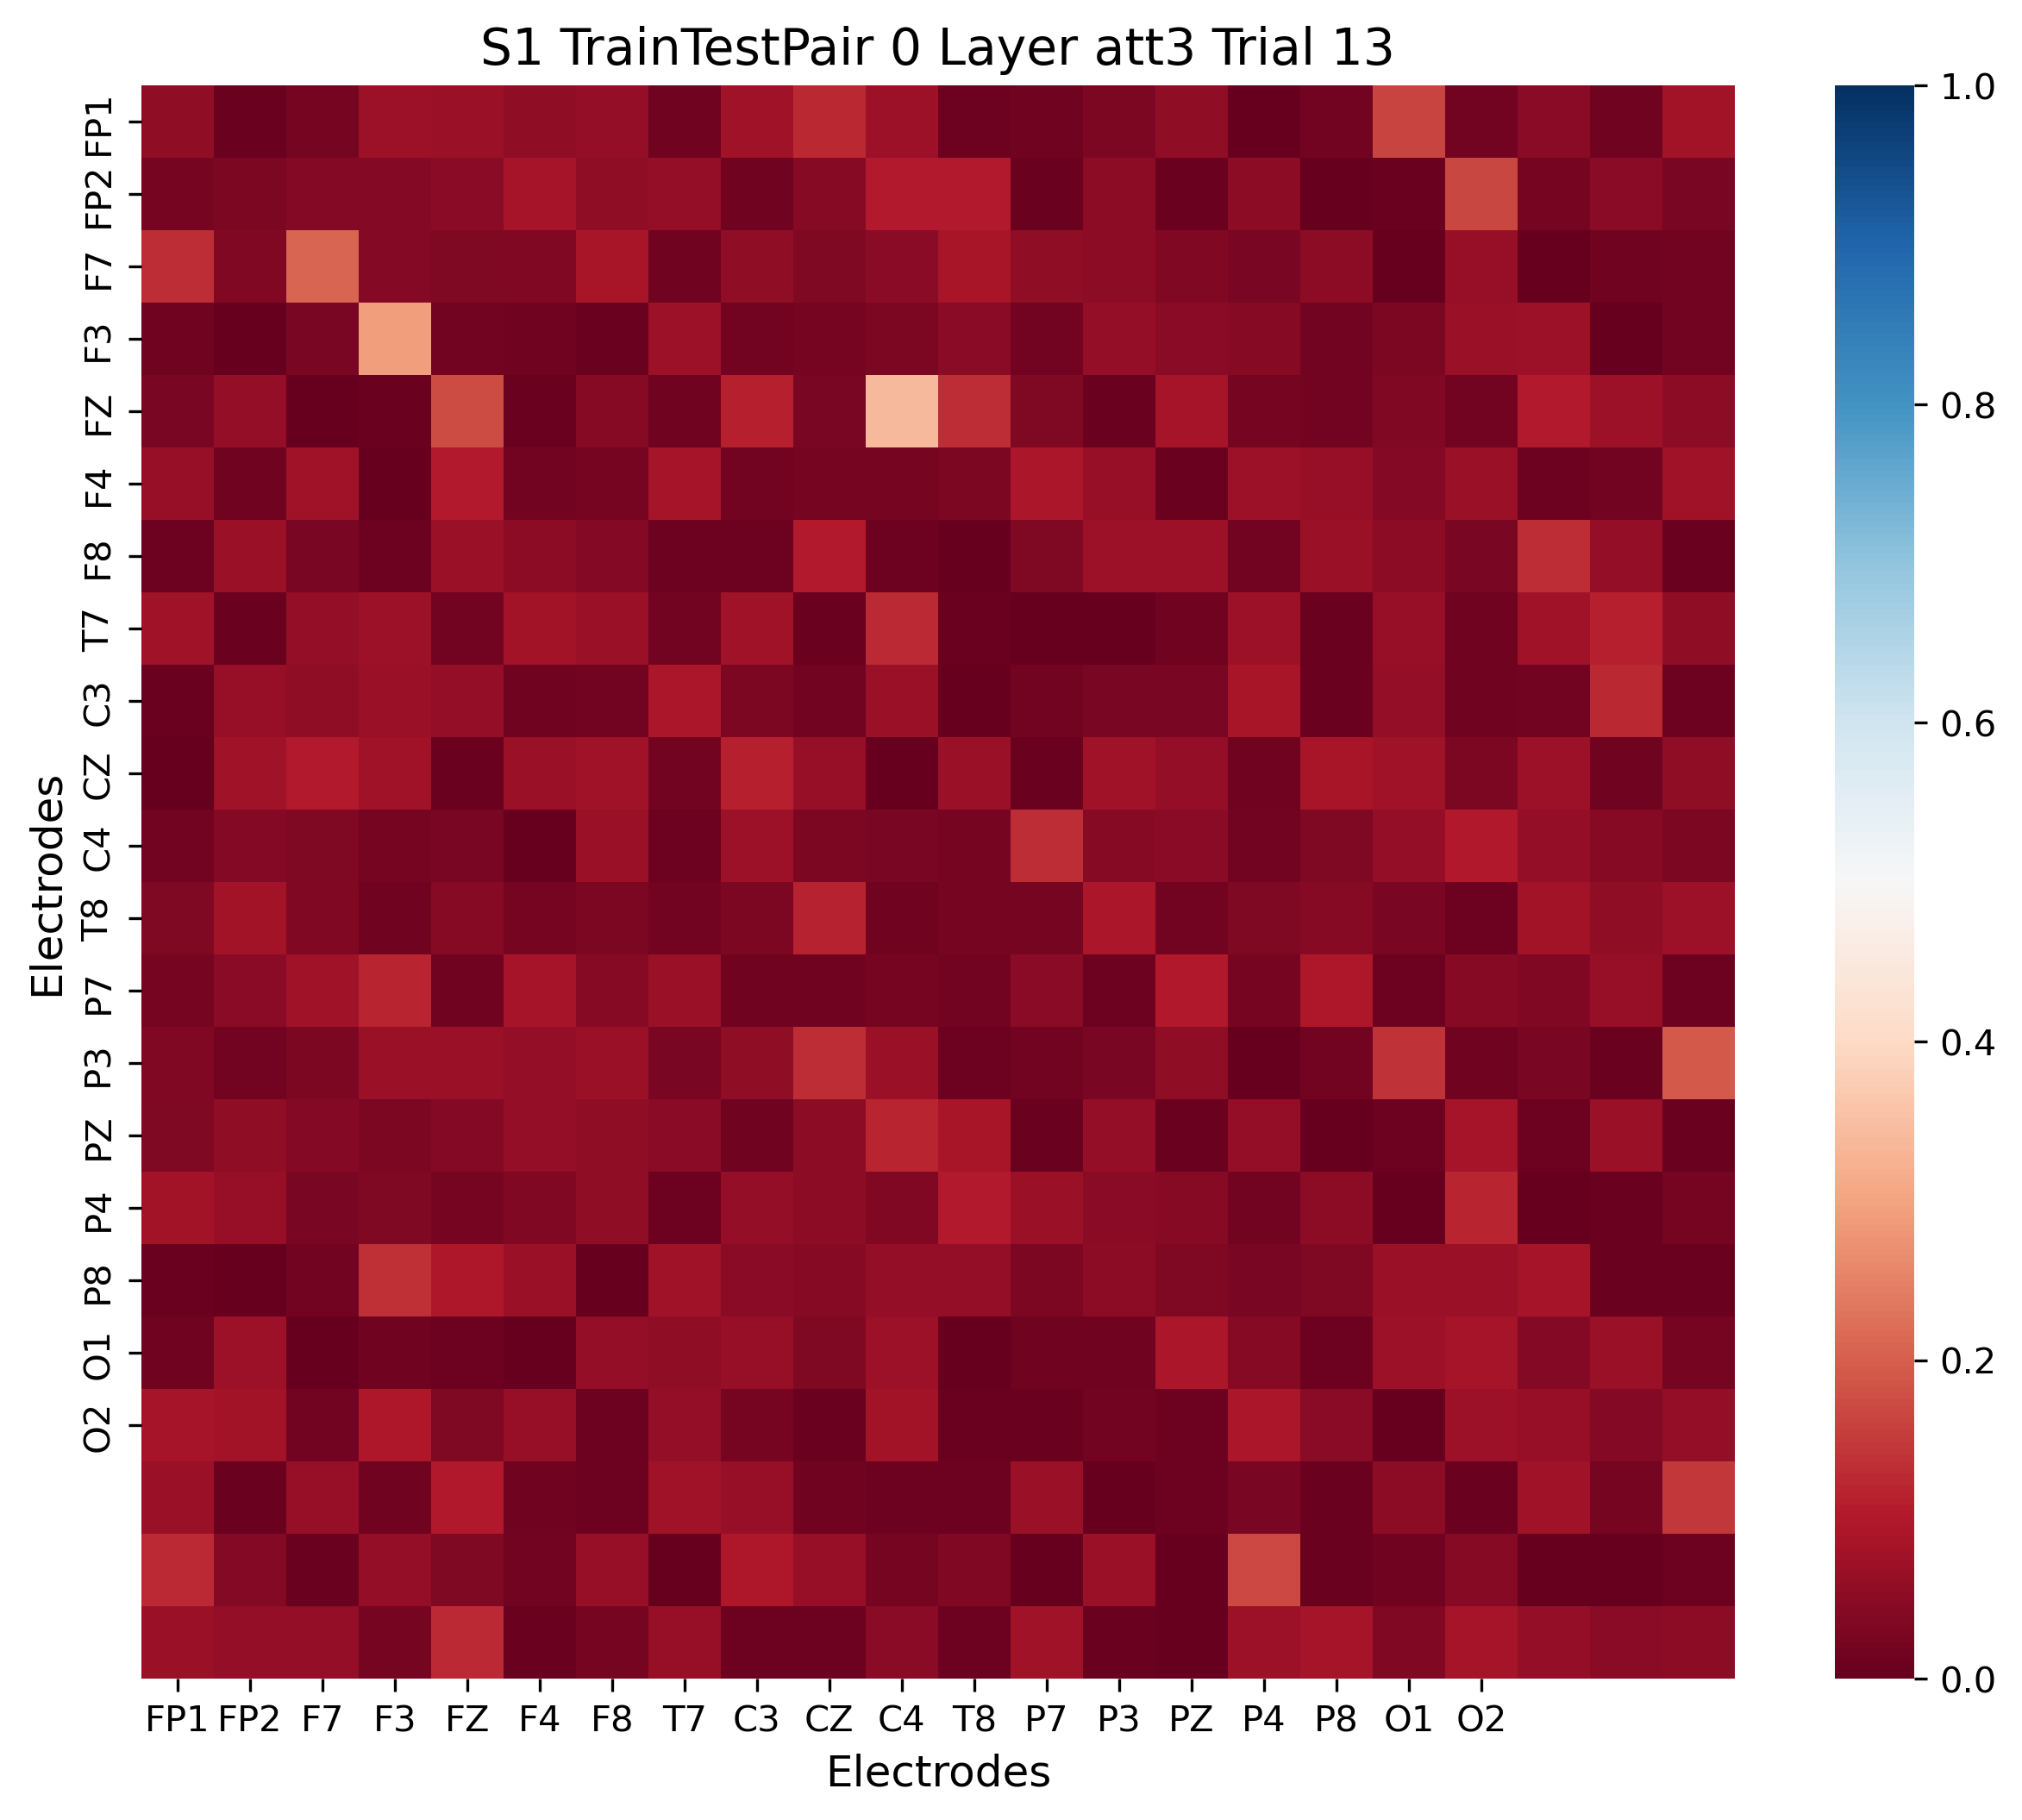 S1 TrainTestPair 0 Layer att3 Trial 13
Electrodes
FP1
FP2
F7
F3
FZ
F4
F8
T7
C3
CZ
C4
T8
P7
P3
PZ
P4
P8
O1
O2
FP1 FP2 F7 F3 FZ F4 F8 T7 C3 CZ C4 T8 P7 P3 PZ P4 P8 O1 O2
Electrodes
1.0
0.8
0.6
0.4
0.2
0.0